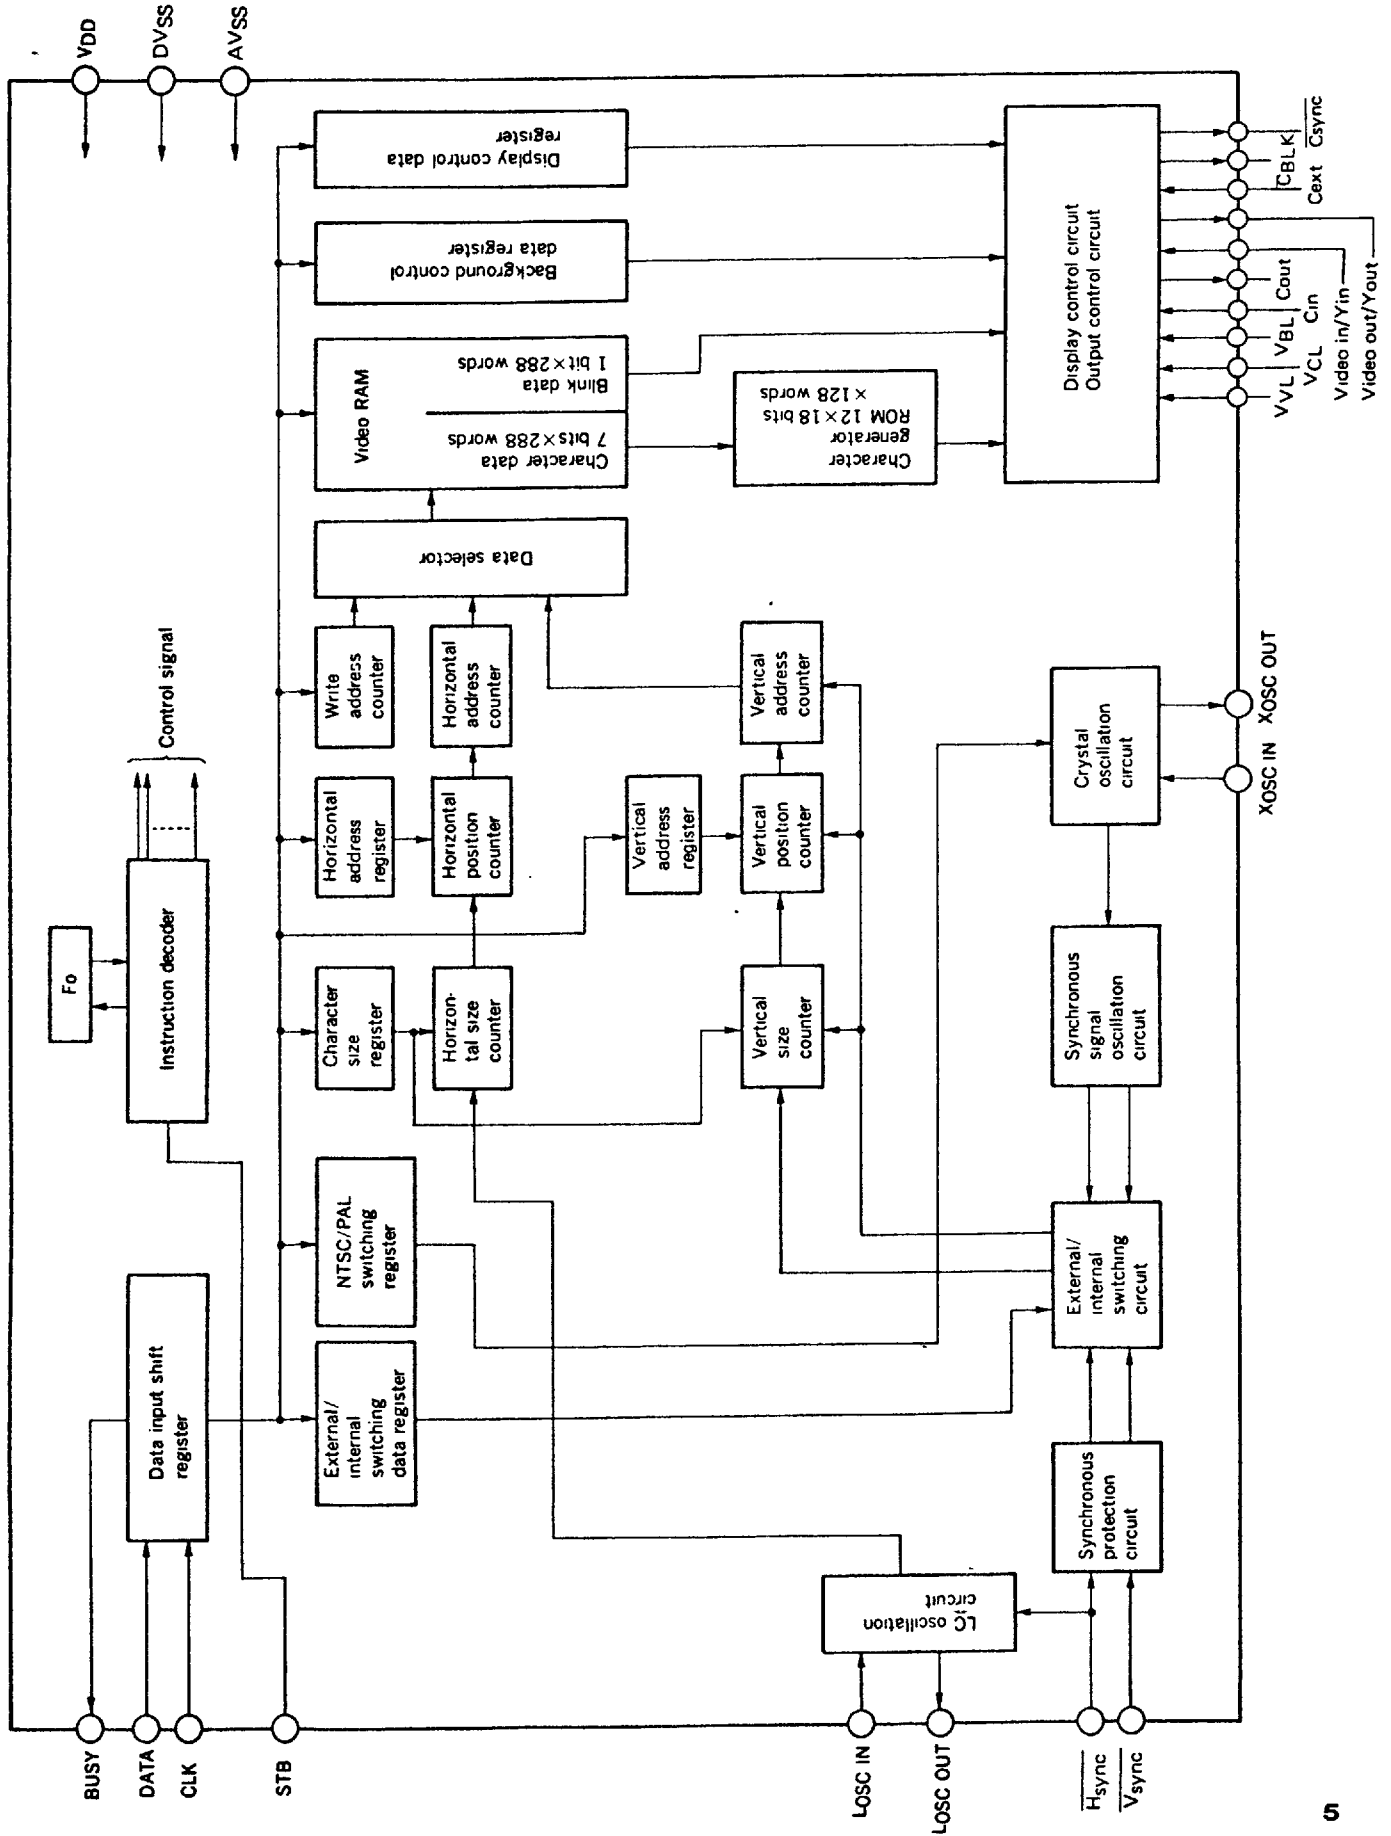 VDD
DVSS
AVSS
Display control data
register
Background control
data register
Video RAM
Blink data
1 bit×288 words
Character data
7 bits×288 words
Character
generator
ROM 12×18 bits
×128 words
Display control circuit
Output control circuit
Csync
CBLK
Cext
Cout
Cin
VBL
VCL
VVL
Video in/Yin
Video out/Yout
Data selector
Control signal
Write
address
counter
Horizontal
address
counter
Vertical
address
counter
Fo
Instruction decoder
Horizontal
address
register
Horizontal
position
counter
Vertical
address
register
Vertical
position
counter
Crystal
oscillation
circuit
XOSC OUT
XOSC IN
Character
size
register
Horizon-
tal size
counter
Vertical
size
counter
Synchronous
signal
oscillation
circuit
Data input shift
register
NTSC/PAL
switching
register
External/
internal
switching
data register
External/
internal
switching
circuit
LC oscillation
circuit
Synchronous
protection
circuit
BUSY
DATA
CLK
STB
LOSC IN
LOSC OUT
Hsync
Vsync
5